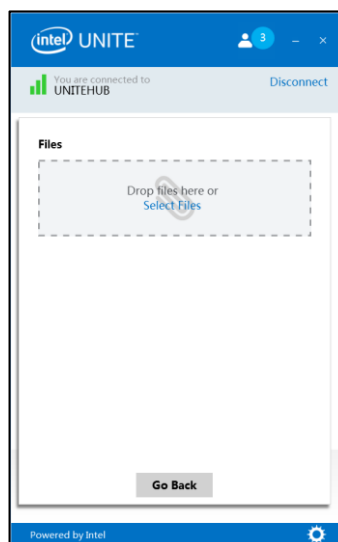 intel UNITE™
3
You are connected to
UNITEHUB
Disconnect
Files
Drop files here or
Select Files
Go Back
Powered by Intel